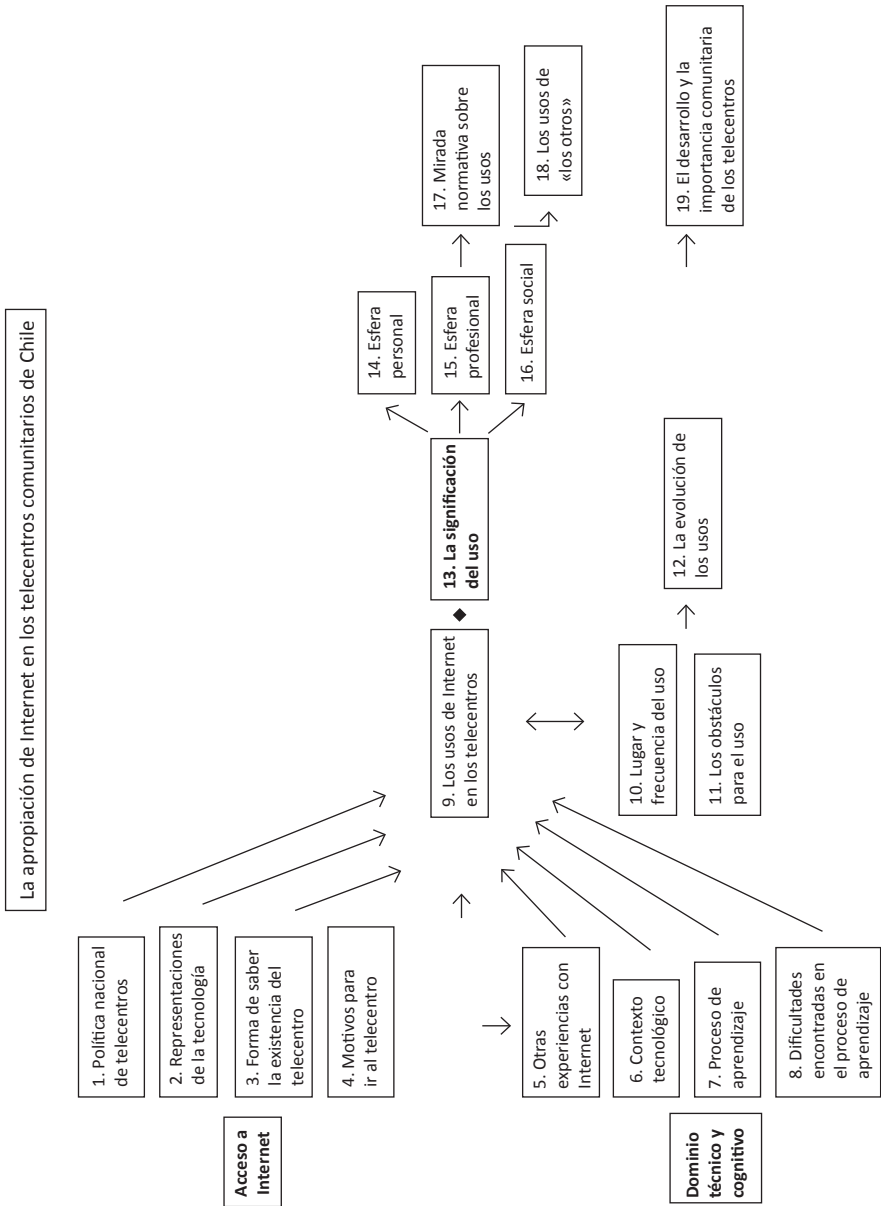 La apropiación de Internet en los telecentros comunitarios de Chile
Acceso a
Internet
1. Política nacional
de telecentros
2. Representaciones
de la tecnología
3. Forma de saber
la existencia del
telecentro
4. Motivos para
ir al telecentro
Dominio
técnico y
cognitivo
5. Otras
experiencias con
Internet
6. Contexto
tecnológico
7. Proceso de
aprendizaje
8. Dificultades
encontradas en
el proceso de
aprendizaje
9. Los usos de Internet
en los telecentros
10. Lugar y
frecuencia del uso
11. Los obstáculos
para el uso
12. La evolución de
los usos
13. La significación
del uso
14. Esfera
personal
15. Esfera
profesional
16. Esfera social
17. Mirada
normativa sobre
los usos
18. Los usos de
«los otros»
19. El desarrollo y la
importancia comunitaria
de los telecentros